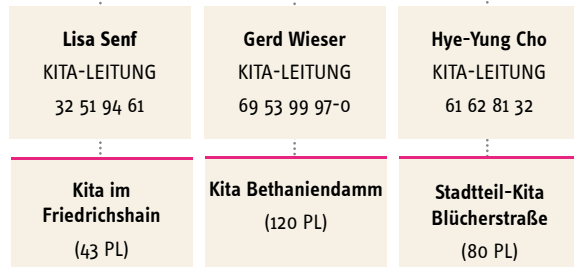 Lisa Senf
KITA-LEITUNG
32 51 94 61
Gerd Wieser
KITA-LEITUNG
69 53 99 97-0
Hye-Yung Cho
KITA-LEITUNG
61 62 81 32
Kita im
Friedrichshain
(43 PL)
Kita Bethaniendamm
(120 PL)
Stadtteil-Kita
Blücherstraße
(80 PL)